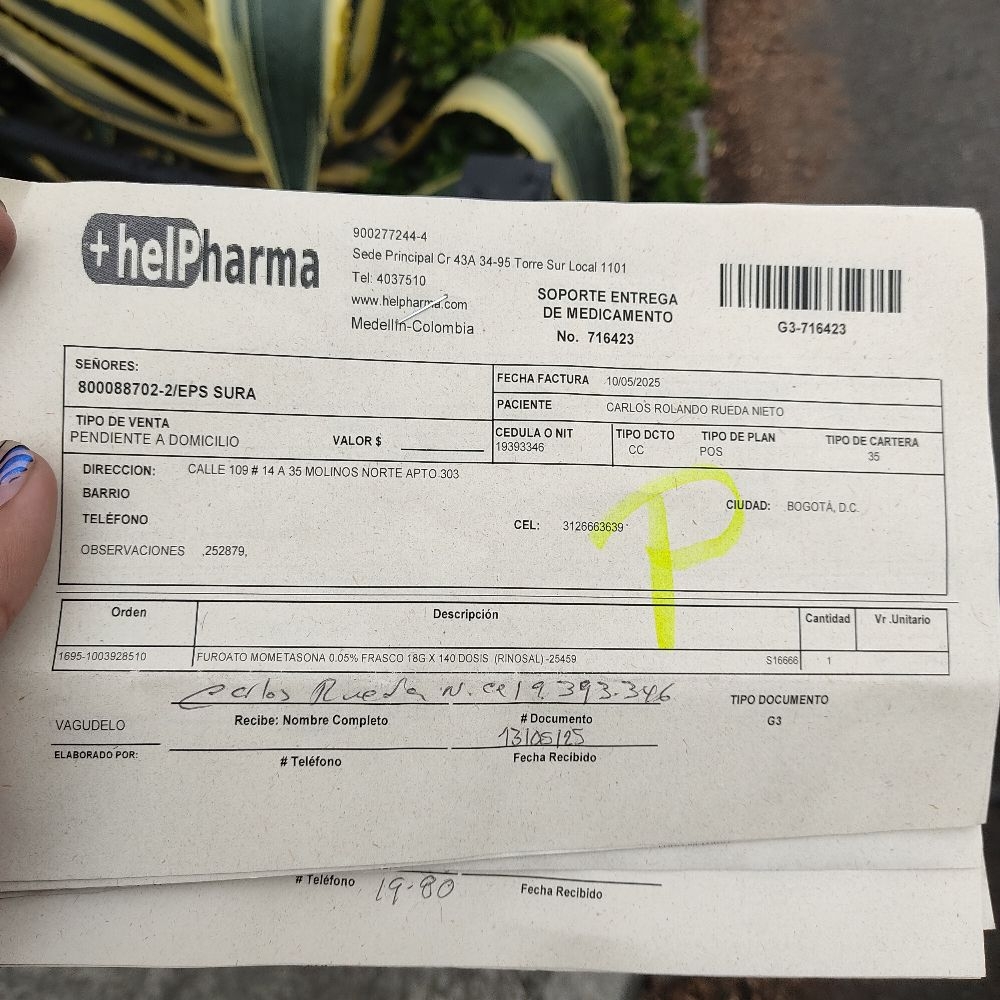 +helPharma
900277244-4
Sede Principal Cr 43A 34-95 Torre Sur Local 1101
Tel: 4037510
www.helpharma.com
Medellín-Colombia
SOPORTE ENTREGA
DE MEDICAMENTO
No. 716423
G3-716423
SEÑORES:
800088702-2/EPS SURA
FECHA FACTURA 10/05/2025
PACIENTE CARLOS ROLANDO RUEDA NIETO
TIPO DE VENTA
PENDIENTE A DOMICILIO VALOR $
CEDULA O NIT TIPO DCTO TIPO DE PLAN TIPO DE CARTERA
19393346 CC POS 35
DIRECCION: CALLE 109 # 14 A 35 MOLINOS NORTE APTO 303
BARRIO
CIUDAD: BOGOTÁ, D.C.
TELÉFONO
CEL: 3126663639
OBSERVACIONES ,252879,
P
Orden Descripción Cantidad Vr .Unitario
1695-1003928510 FUROATO MOMETASONA 0.05% FRASCO 18G X 140 DOSIS (RINOSAL) -25459 S16666 1
Carlos Rueda N. cc 19.393.346
Recibe: Nombre Completo # Documento
TIPO DOCUMENTO
G3
VAGUDELO
13/05/25
ELABORADO POR: # Teléfono Fecha Recibido
# Teléfono 19-80 Fecha Recibido